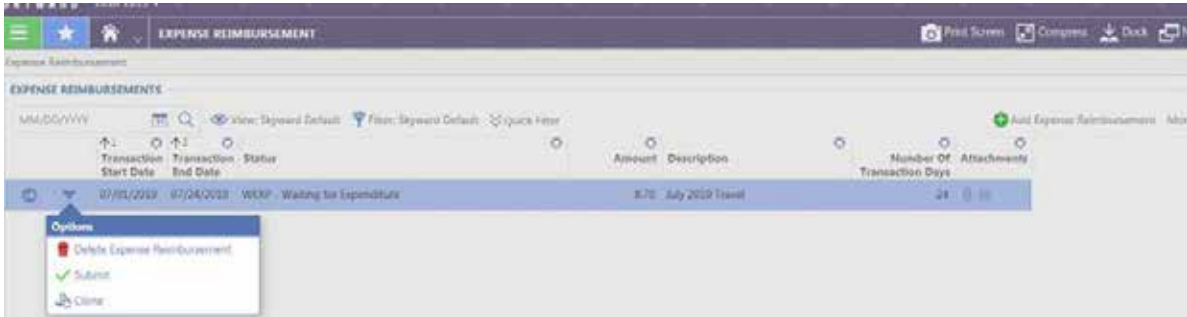 EXPENSE REIMBURSEMENT
Print Screen Compress Dock
Expense Reimbursement
EXPENSE REIMBURSEMENTS
MM/DD/YYYY View: Skyward Default Filter: Skyward Default Quick Filter Add Expense Reimbursement
Transaction Transaction Status Amount Description Number Of Attachments
Start Date End Date Transaction Days
07/01/2019 07/24/2019 WEXP - Waiting for Expenditure 8.70 July 2019 Travel 24
Options
Delete Expense Reimbursement
Submit
Clone